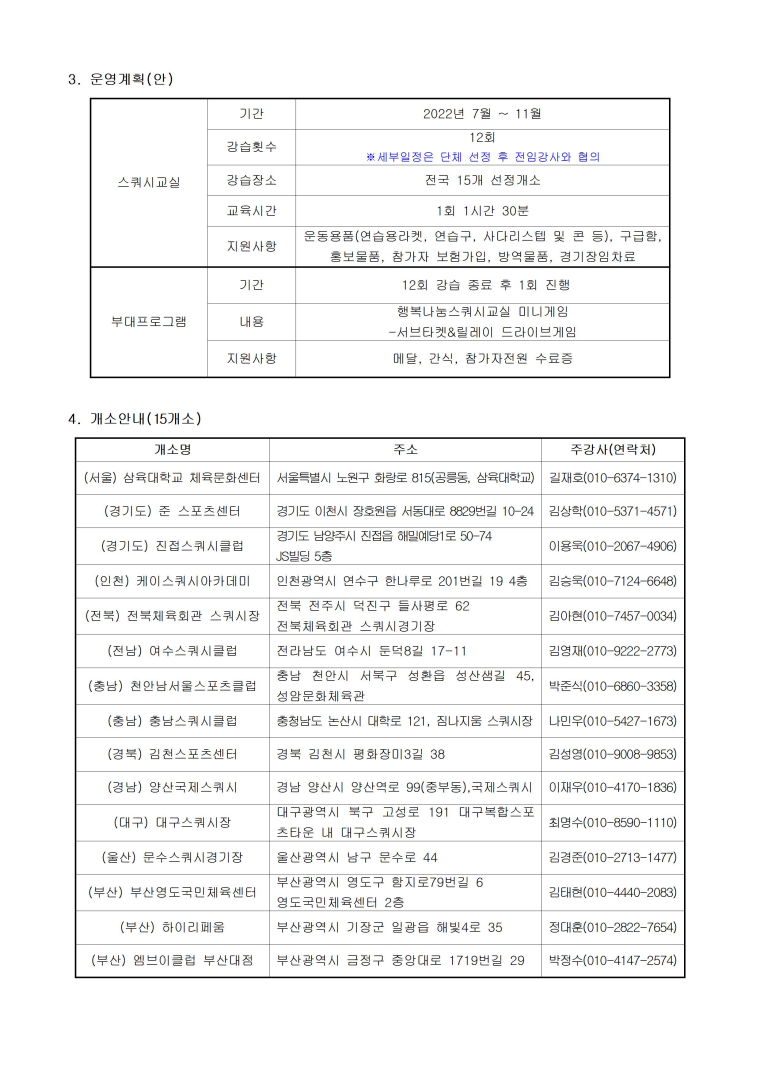 3. 운영계획(안)
스쿼시교실
기간
2022년 7월 ~ 11월
강습횟수
12회
※세부일정은 단체 선정 후 전임강사와 협의
강습장소
전국 15개 선정개소
교육시간
1회 1시간 30분
지원사항
운동용품(연습용라켓, 연습구, 사다리스텝 및 콘 등), 구급함,
홍보물품, 참가자 보험가입, 방역물품, 경기장임차료
부대프로그램
기간
12회 강습 종료 후 1회 진행
내용
행복나눔스쿼시교실 미니게임
-서브타켓&릴레이 드라이브게임
지원사항
메달, 간식, 참가자전원 수료증
4. 개소안내(15개소)
개소명 주소 주강사(연락처)
(서울) 삼육대학교 체육문화센터 서울특별시 노원구 화랑로 815(공릉동, 삼육대학교) 길재호(010-6374-1310)
(경기도) 준 스포츠센터 경기도 이천시 장호원읍 서동대로 8829번길 10-24 김상학(010-5371-4571)
(경기도) 진접스쿼시클럽 경기도 남양주시 진접읍 해밀예당1로 50-74
JS빌딩 5층 이용욱(010-2067-4906)
(인천) 케이스쿼시아카데미 인천광역시 연수구 한나루로 201번길 19 4층 김승욱(010-7124-6648)
(전북) 전북체육회관 스쿼시장 전북 전주시 덕진구 들사평로 62
전북체육회관 스쿼시경기장 김아현(010-7457-0034)
(전남) 여수스쿼시클럽 전라남도 여수시 둔덕8길 17-11 김영재(010-9222-2773)
(충남) 천안남서울스포츠클럽 충남 천안시 서북구 성환읍 성산샘길 45,
성암문화체육관 박준식(010-6860-3358)
(충남) 충남스쿼시클럽 충청남도 논산시 대학로 121, 짐나지움 스쿼시장 나민우(010-5427-1673)
(경북) 김천스포츠센터 경북 김천시 평화장미3길 38 김성영(010-9008-9853)
(경남) 양산국제스쿼시 경남 양산시 양산역로 99(중부동),국제스쿼시 이재우(010-4170-1836)
(대구) 대구스쿼시장 대구광역시 북구 고성로 191 대구복합스포
츠타운 내 대구스쿼시장 최명수(010-8590-1110)
(울산) 문수스쿼시경기장 울산광역시 남구 문수로 44 김경준(010-2713-1477)
(부산) 부산영도국민체육센터 부산광역시 영도구 함지로79번길 6
영도국민체육센터 2층 김태현(010-4440-2083)
(부산) 하이리페움 부산광역시 기장군 일광읍 해빛4로 35 정대훈(010-2822-7654)
(부산) 엠브이클럽 부산대점 부산광역시 금정구 중앙대로 1719번길 29 박정수(010-4147-2574)